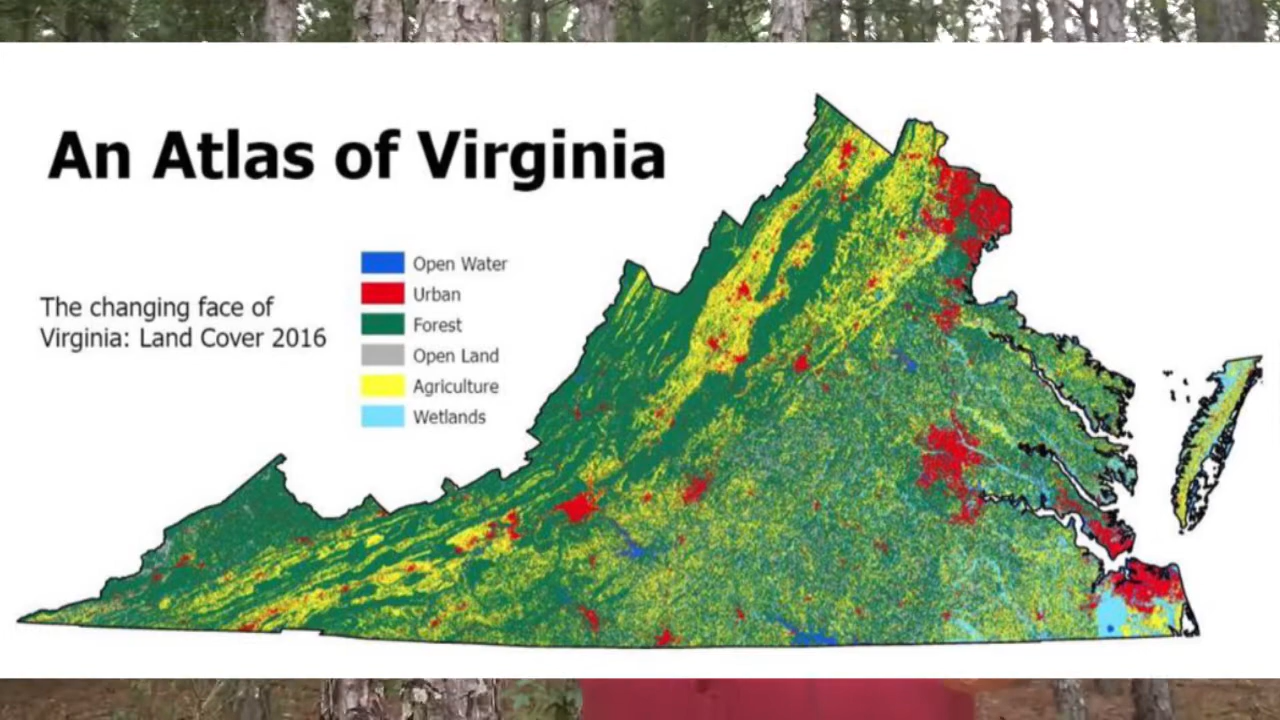 An Atlas of Virginia
The changing face of
Virginia: Land Cover 2016
Open Water
Urban
Forest
Open Land
Agriculture
Wetlands